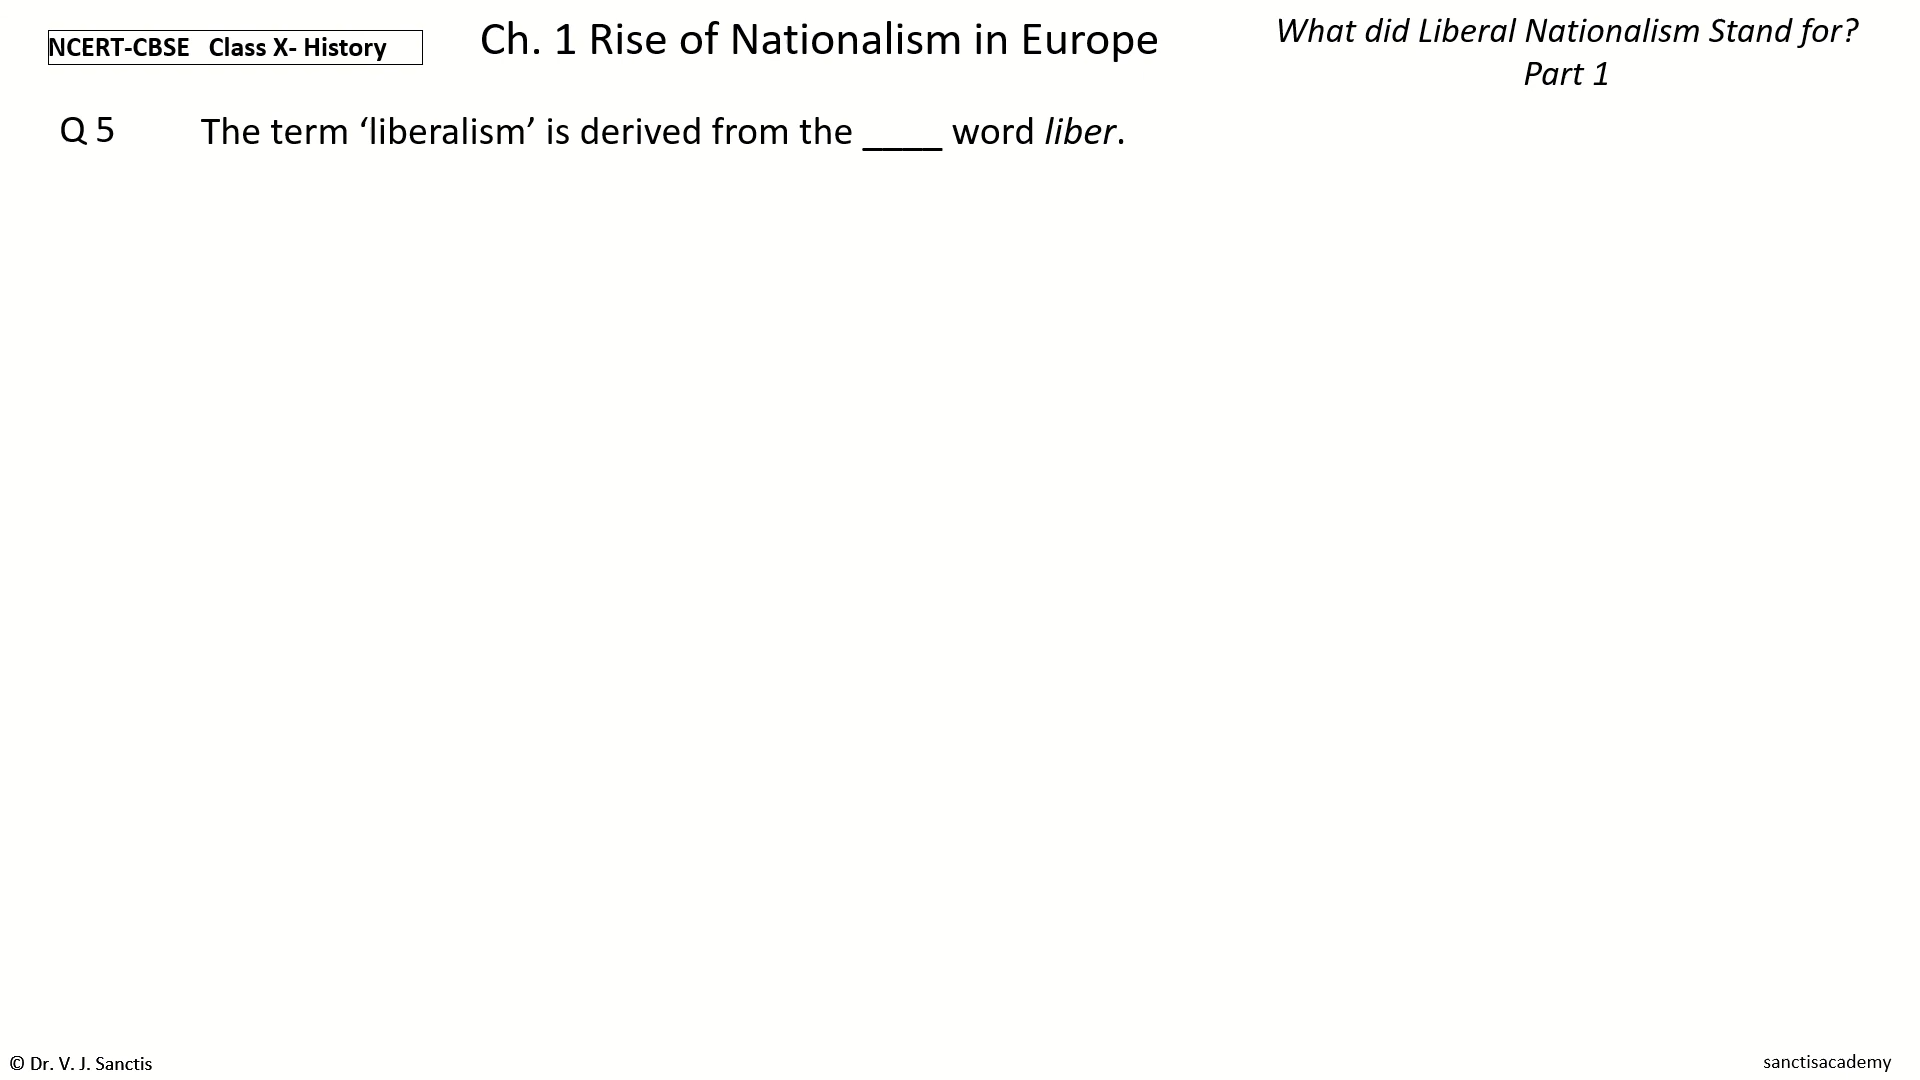 NCERT-CBSE Class X- History
Ch. 1 Rise of Nationalism in Europe
What did Liberal Nationalism Stand for?
Part 1
Q 5 The term ‘liberalism’ is derived from the ____ word liber.
© Dr. V. J. Sanctis
sanctisacademy